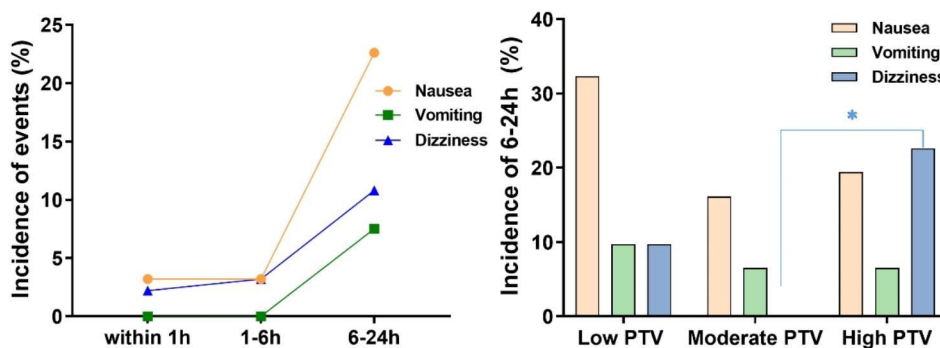 Incidence of events (%)
25
20
15
10
5
0
within 1h
1-6h
6-24h
Nausea
Vomiting
Dizziness
Incidence of 6-24h (%)
40
30
20
10
0
Low PTV
Moderate PTV
High PTV
Nausea
Vomiting
Dizziness
*